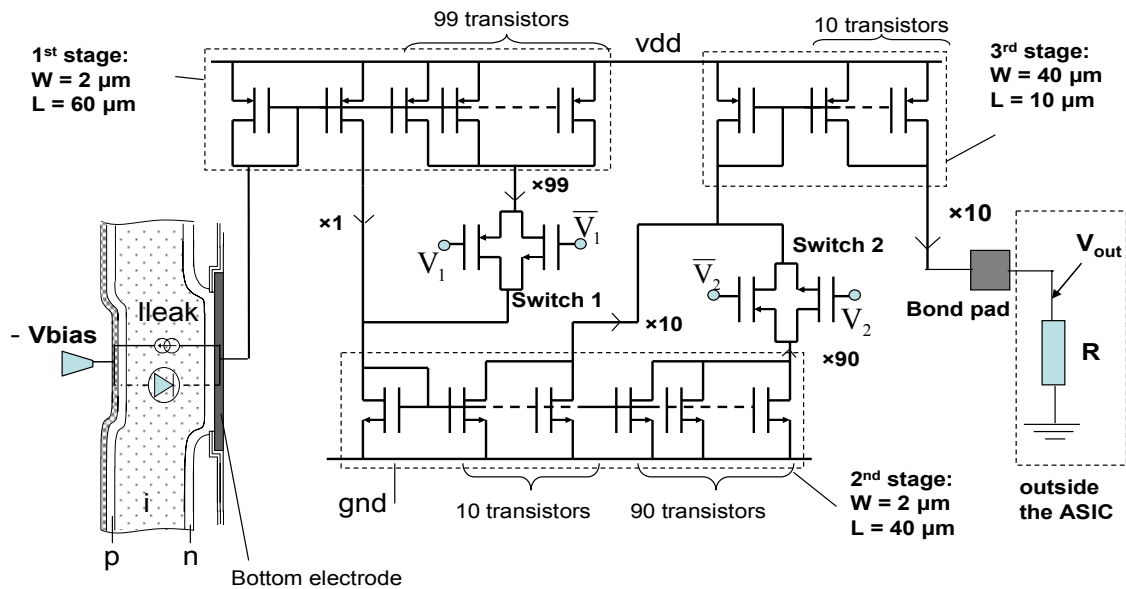 99 transistors
10 transistors
vdd
1st stage:
W = 2 µm
L = 60 µm
3rd stage:
W = 40 µm
L = 10 µm
×99
×1
×10
V1
V̅1
Switch 1
Switch 2
V̅2
V2
Vout
Bond pad
R
Ileak
- Vbias
×10
×90
i
p
n
Bottom electrode
gnd
10 transistors
90 transistors
2nd stage:
W = 2 µm
L = 40 µm
outside
the ASIC